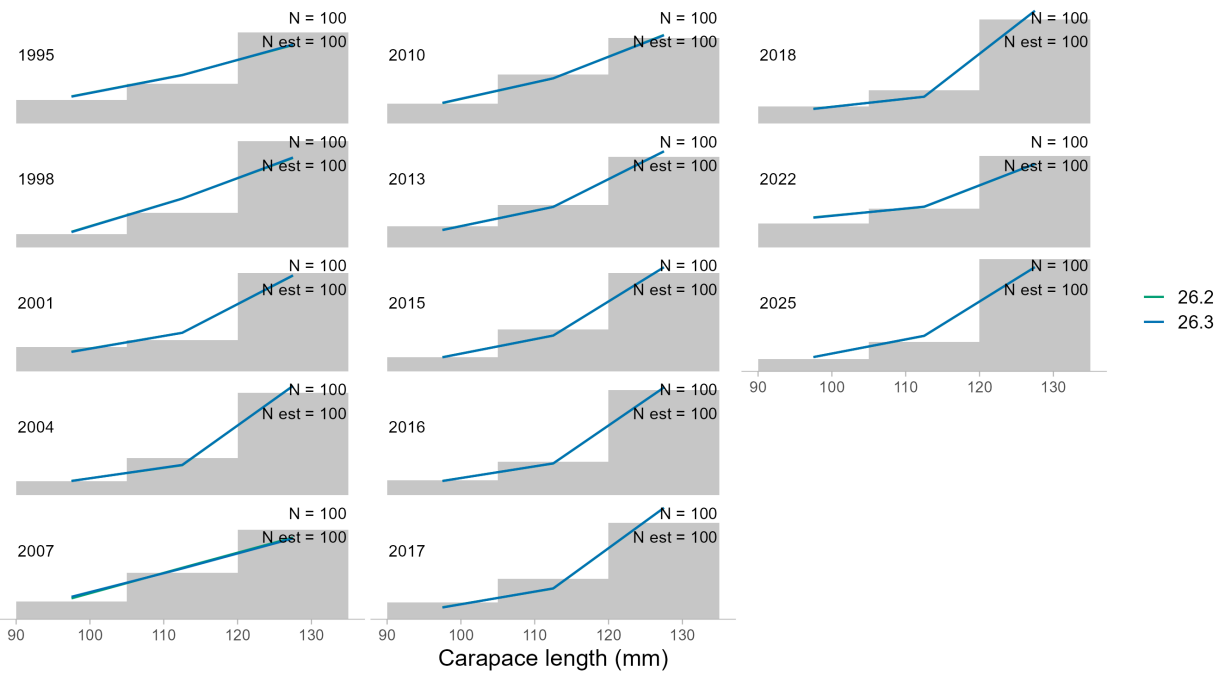 1995
N = 100
N est = 100
1998
N = 100
N est = 100
2001
N = 100
N est = 100
2004
N = 100
N est = 100
2007
N = 100
N est = 100
90 100 110 120 130
2010
N = 100
N est = 100
2013
N = 100
N est = 100
2015
N = 100
N est = 100
2016
N = 100
N est = 100
2017
N = 100
N est = 100
90 100 110 120 130
2018
N = 100
N est = 100
2022
N = 100
N est = 100
2025
N = 100
N est = 100
90 100 110 120 130
Carapace length (mm)
26.2
26.3